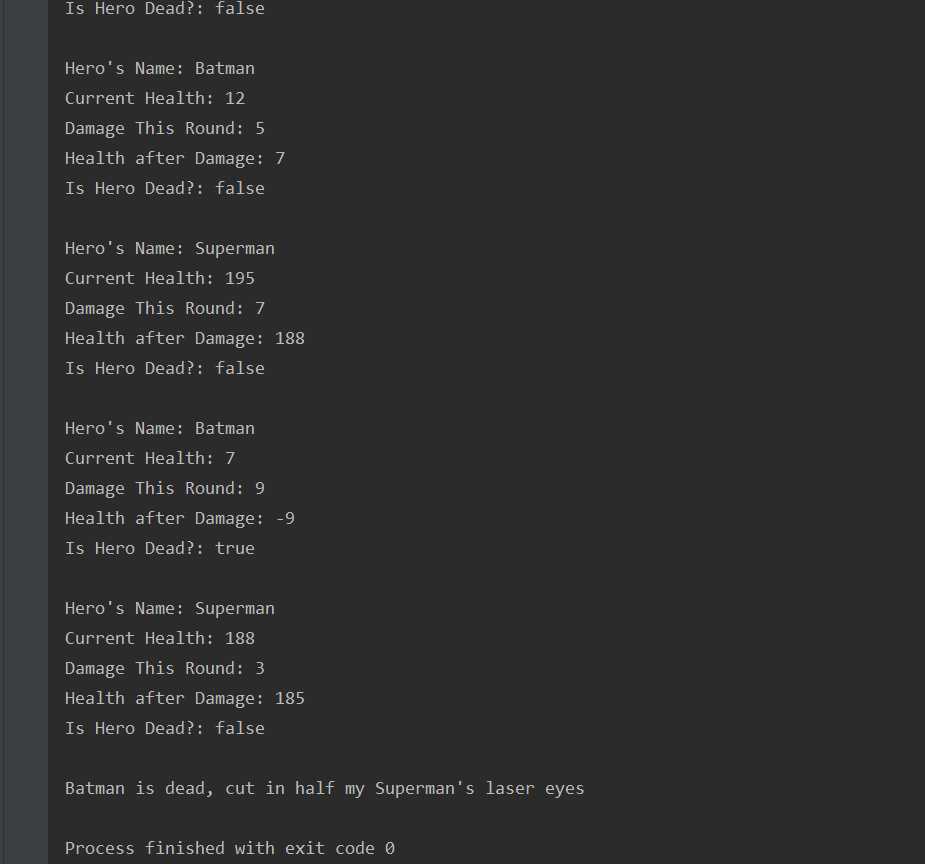 Is Hero Dead?: false
Hero's Name: Batman
Current Health: 12
Damage This Round: 5
Health after Damage: 7
Is Hero Dead?: false
Hero's Name: Superman
Current Health: 195
Damage This Round: 7
Health after Damage: 188
Is Hero Dead?: false
Hero's Name: Batman
Current Health: 7
Damage This Round: 9
Health after Damage: -9
Is Hero Dead?: true
Hero's Name: Superman
Current Health: 188
Damage This Round: 3
Health after Damage: 185
Is Hero Dead?: false
Batman is dead, cut in half my Superman's laser eyes
Process finished with exit code 0